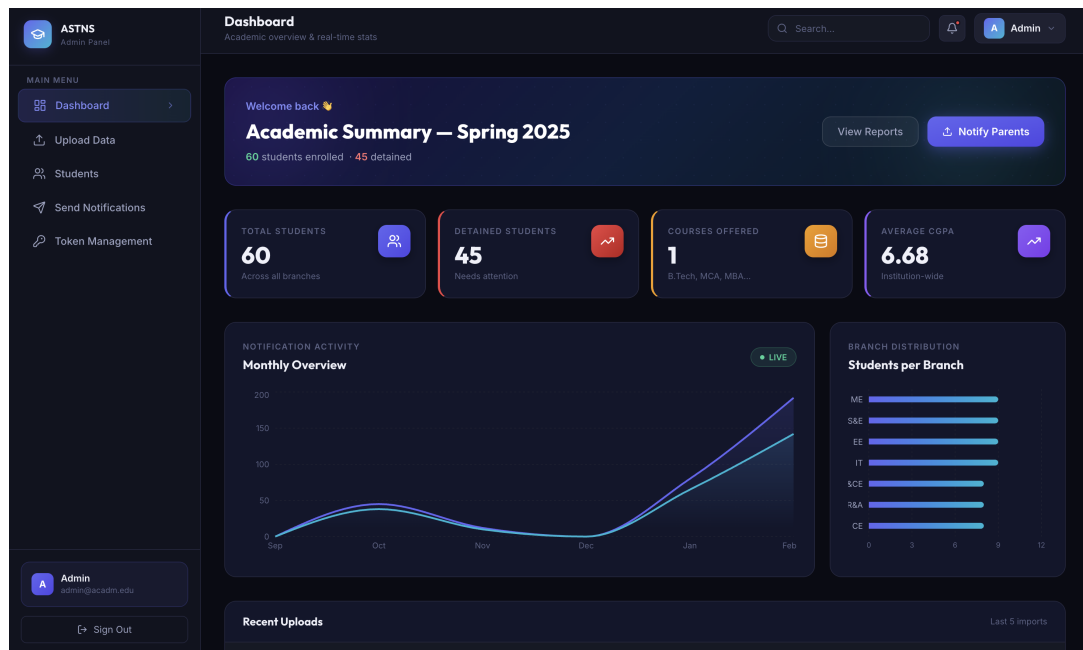 ASTNS
Admin Panel
MAIN MENU
Dashboard
Upload Data
Students
Send Notifications
Token Management
A
Admin
admin@acadm.edu
Sign Out
Dashboard
Academic overview & real-time stats
Search...
A Admin
Welcome back 👋
Academic Summary — Spring 2025
60 students enrolled · 45 detained
View Reports
Notify Parents
TOTAL STUDENTS
60
Across all branches
DETAINED STUDENTS
45
Needs attention
COURSES OFFERED
1
B.Tech, MCA, MBA...
AVERAGE CGPA
6.68
Institution-wide
NOTIFICATION ACTIVITY
Monthly Overview
LIVE
200
150
100
50
0
Sep Oct Nov Dec Jan Feb
BRANCH DISTRIBUTION
Students per Branch
ME
S&E
EE
IT
&CE
R&A
CE
0 3 6 9 12
Recent Uploads
Last 5 imports